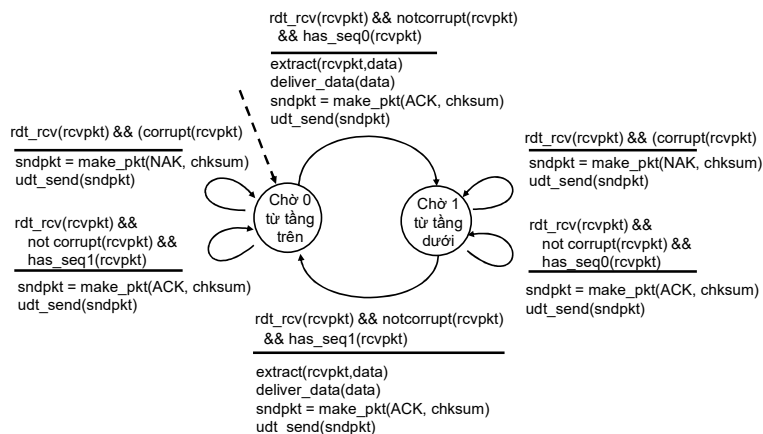 rdt_rcv(rcvpkt) && notcorrupt(rcvpkt)
&& has_seq0(rcvpkt)
extract(rcvpkt,data)
deliver_data(data)
sndpkt = make_pkt(ACK, chksum)
udt_send(sndpkt)
rdt_rcv(rcvpkt) && (corrupt(rcvpkt)
sndpkt = make_pkt(NAK, chksum)
udt_send(sndpkt)
rdt_rcv(rcvpkt) &&
not corrupt(rcvpkt) &&
has_seq1(rcvpkt)
sndpkt = make_pkt(ACK, chksum)
udt_send(sndpkt)
Chờ 0
từ tầng
trên
Chờ 1
từ tầng
dưới
rdt_rcv(rcvpkt) && (corrupt(rcvpkt)
sndpkt = make_pkt(NAK, chksum)
udt_send(sndpkt)
rdt_rcv(rcvpkt) &&
not corrupt(rcvpkt) &&
has_seq0(rcvpkt)
sndpkt = make_pkt(ACK, chksum)
udt_send(sndpkt)
rdt_rcv(rcvpkt) && notcorrupt(rcvpkt)
&& has_seq1(rcvpkt)
extract(rcvpkt,data)
deliver_data(data)
sndpkt = make_pkt(ACK, chksum)
udt_send(sndpkt)